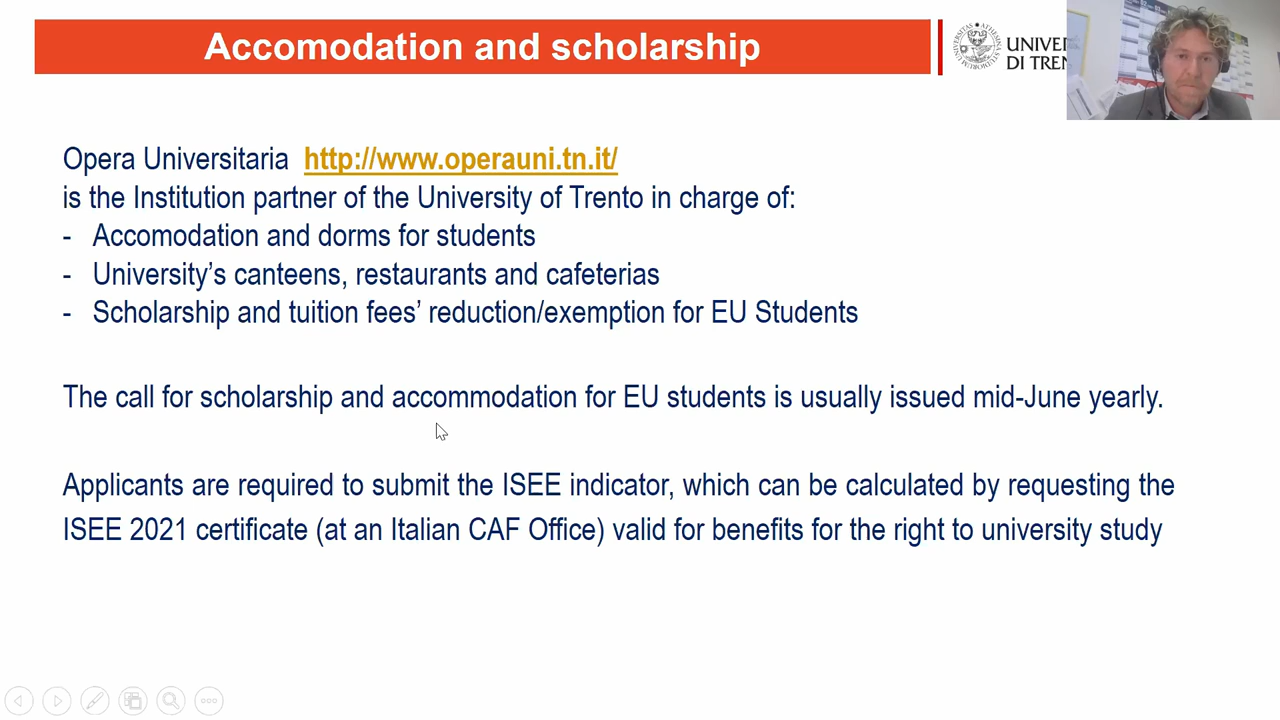 Accomodation and scholarship
UNIVER
DI TREN
Opera Universitaria http://www.operauni.tn.it/
is the Institution partner of the University of Trento in charge of:
- Accomodation and dorms for students
- University's canteens, restaurants and cafeterias
- Scholarship and tuition fees' reduction/exemption for EU Students
The call for scholarship and accommodation for EU students is usually issued mid-June yearly.
Applicants are required to submit the ISEE indicator, which can be calculated by requesting the
ISEE 2021 certificate (at an Italian CAF Office) valid for benefits for the right to university study